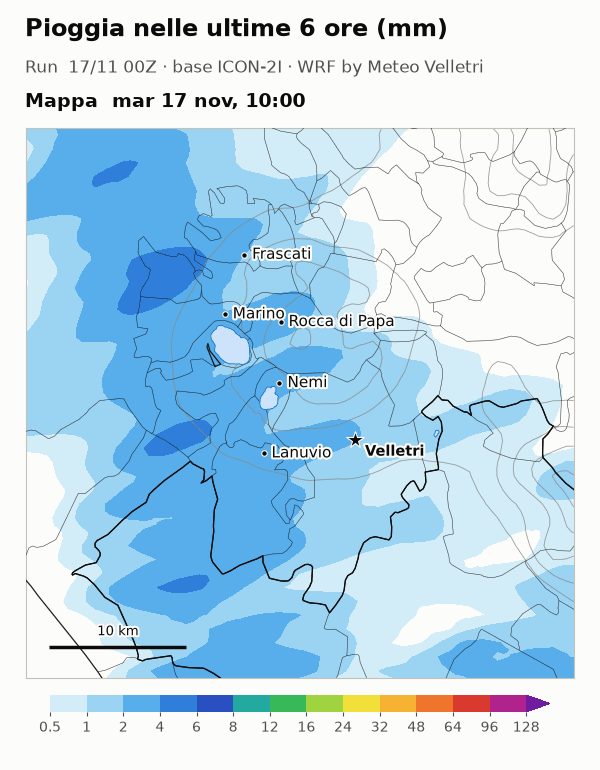 Pioggia nelle ultime 6 ore (mm)
Run 17/11 00Z · base ICON-2I · WRF by Meteo Velletri
Mappa mar 17 nov, 10:00
Frascati
Marino
Rocca di Papa
Nemi
Velletri
Lanuvio
10 km
0.5 1 2 4 6 8 12 16 24 32 48 64 96 128